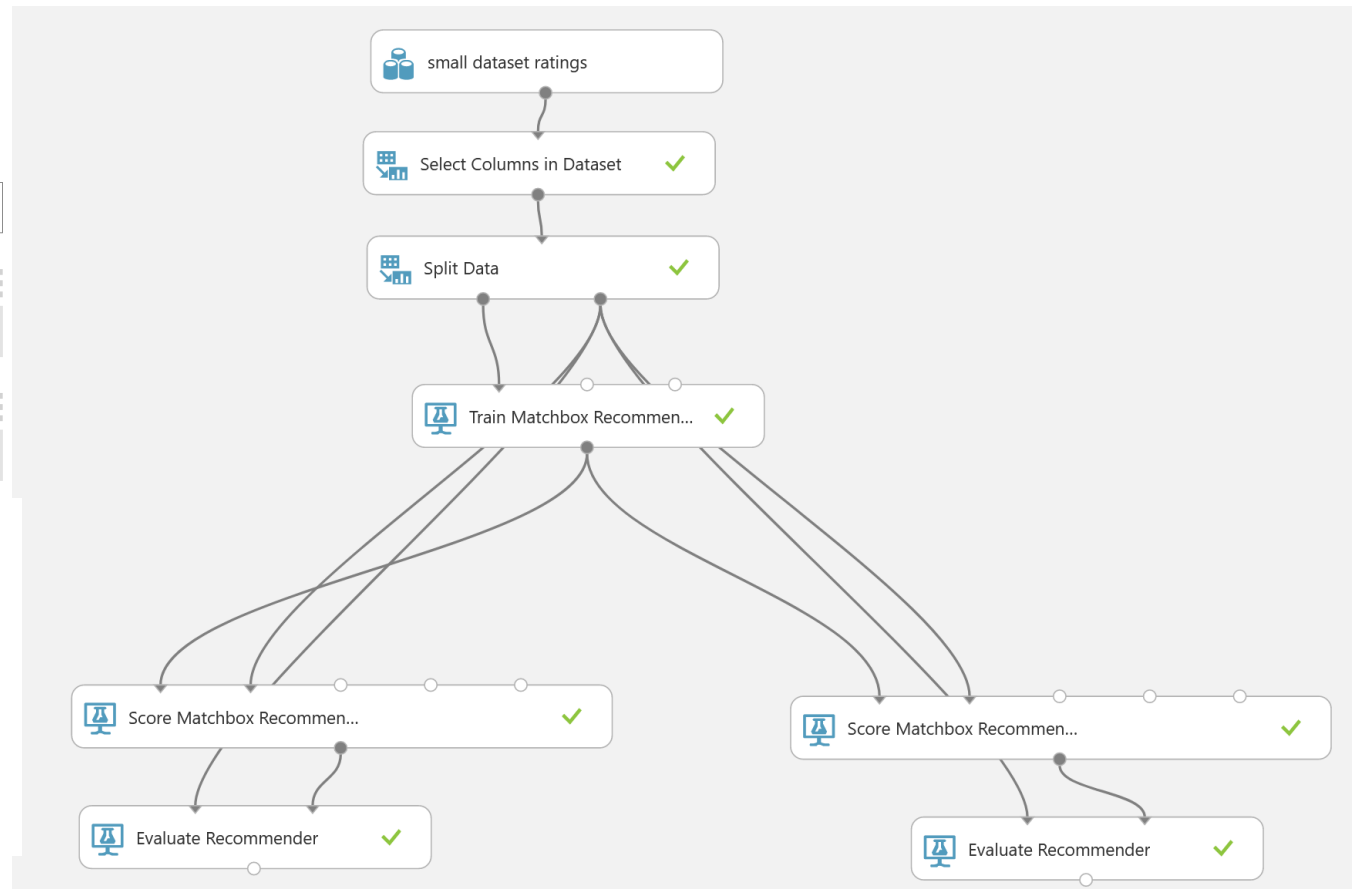 small dataset ratings
Select Columns in Dataset
Split Data
Train Matchbox Recommen...
Score Matchbox Recommen...
Score Matchbox Recommen...
Evaluate Recommender
Evaluate Recommender